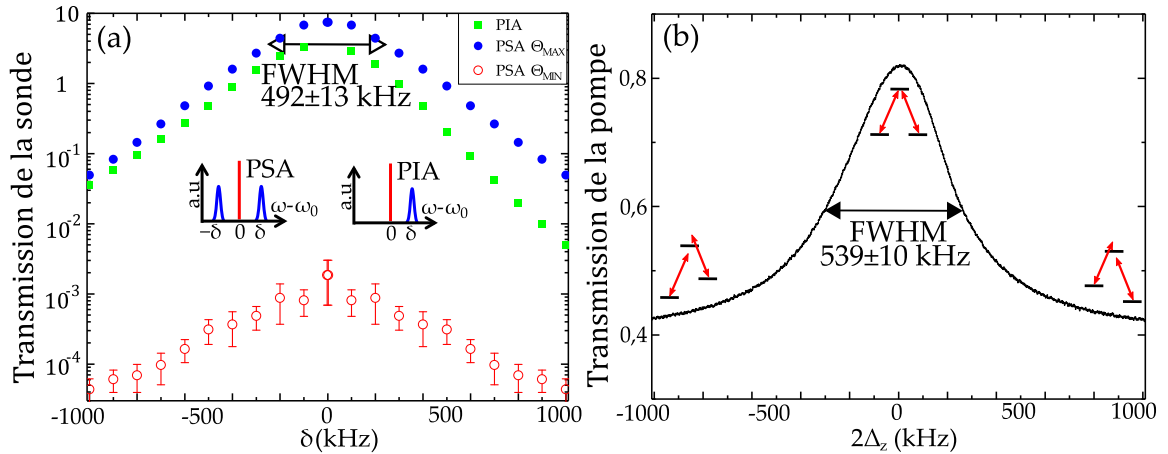 (a)
PIA
PSA Θ_MAX
PSA Θ_MIN
Transmission de la sonde
10
1
10⁻¹
10⁻²
10⁻³
10⁻⁴
FWHM
492±13 kHz
a.u
PSA
ω-ω₀
−δ 0 δ
a.u
PIA
ω-ω₀
0 δ
-1000 -500 0 500 1000
δ(kHz)
(b)
Transmission de la pompe
0,8
0,6
0,4
FWHM
539±10 kHz
-1000 -500 0 500 1000
2Δ_z (kHz)